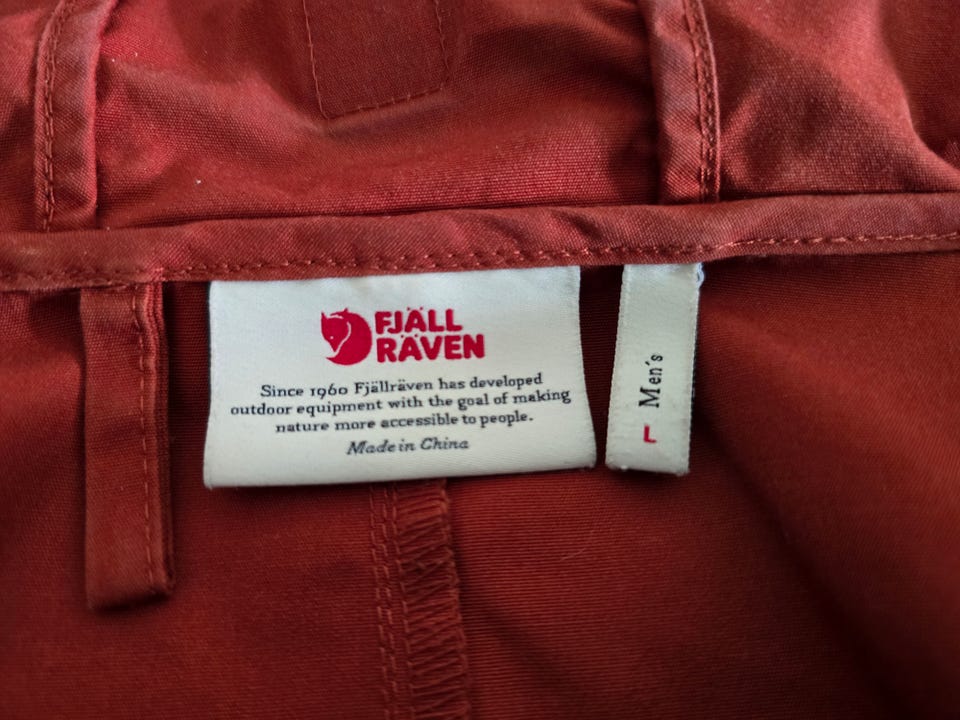 FJÄLL
RÄVEN
Since 1960 Fjällräven has developed
outdoor equipment with the goal of making
nature more accessible to people.
Made in China
Men's
L